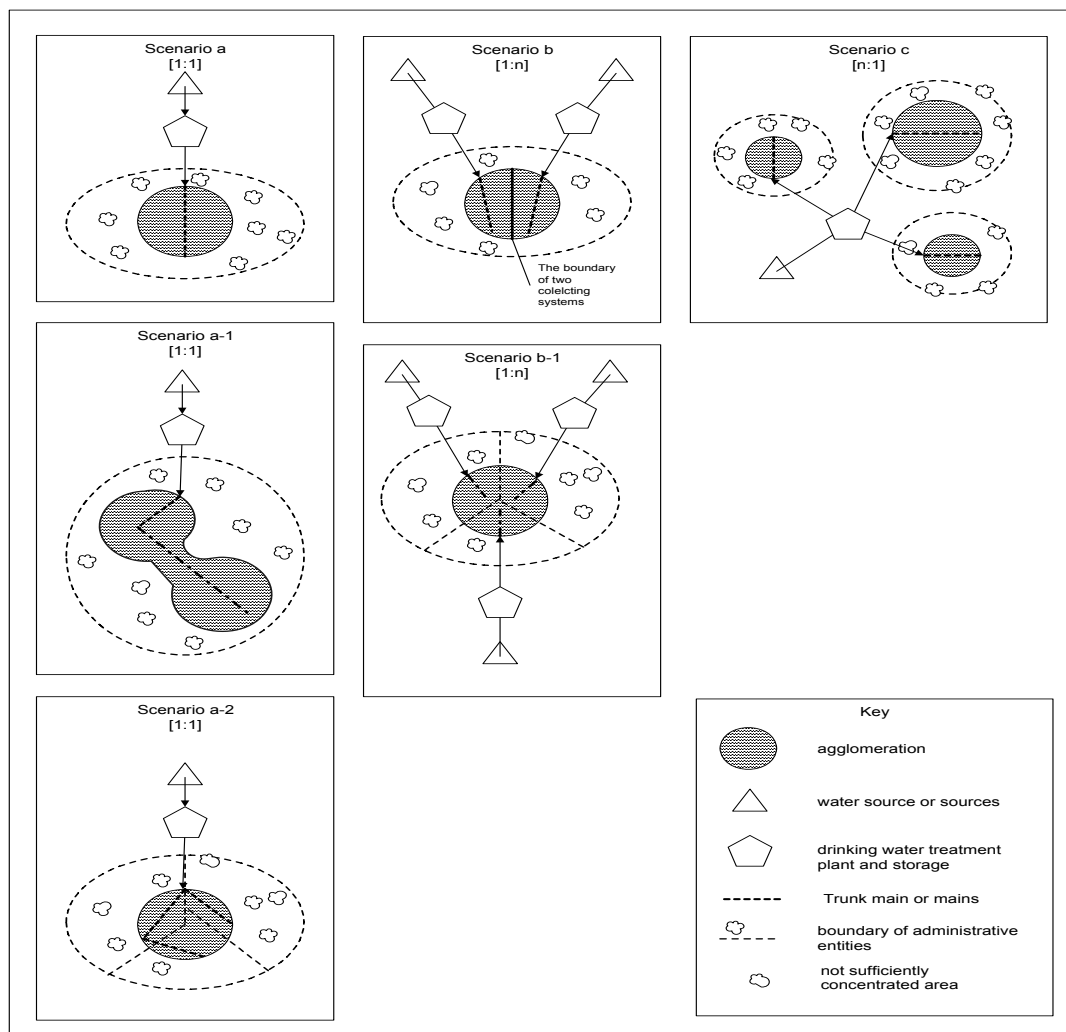 Scenario a
[1:1]
Scenario b
[1:n]
The boundary
of two
colelcting
systems
Scenario c
[n:1]
Scenario a-1
[1:1]
Scenario b-1
[1:n]
Scenario a-2
[1:1]
Key
agglomeration
water source or sources
drinking water treatment
plant and storage
Trunk main or mains
boundary of administrative
entities
not sufficiently
concentrated area